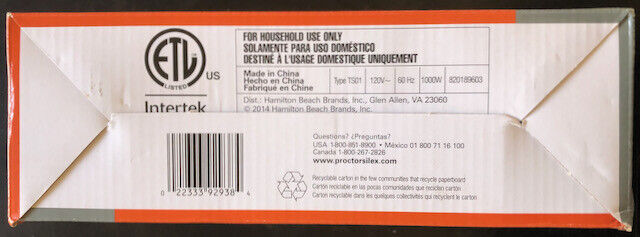 ETL
LISTED
US
Intertek
FOR HOUSEHOLD USE ONLY
SOLAMENTE PARA USO DOMÉSTICO
DESTINÉ À L'USAGE DOMESTIQUE UNIQUEMENT
Made in China
Hecho en China
Fabriqué en Chine
Type TS01
120V~
60 Hz
1000W
820189603
Dist.: Hamilton Beach Brands, Inc., Glen Allen, VA 23060
© 2014 Hamilton Beach Brands, Inc.
Questions? ¿Preguntas?
USA 1-800-851-8900 • México 01 800 71 16 100
Canada 1-800-267-2826
www.proctorsilex.com
0 22333 92938 4
Recyclable carton in the few communities that recycle paperboard
Cartón reciclable en las pocas comunidades que reciclan cartón
Carton recyclable dans les quelques collectivités qui recyclent le carton